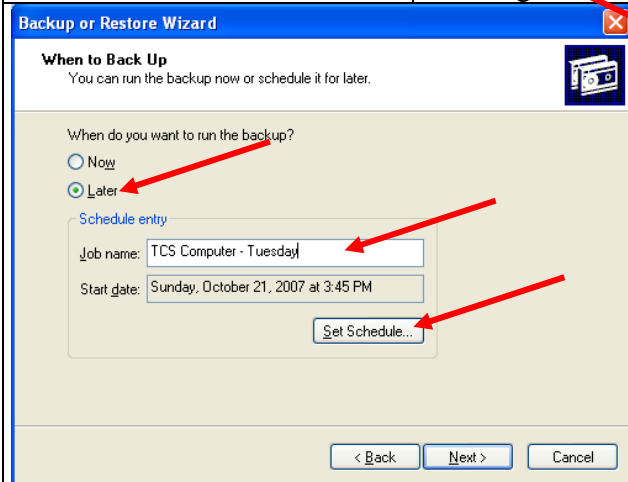 Backup or Restore Wizard
When to Back Up
You can run the backup now or schedule it for later.
When do you want to run the backup?
Now
Later
Schedule entry
Job name: TCS Computer - Tuesday
Start date: Sunday, October 21, 2007 at 3:45 PM
Set Schedule...
< Back Next > Cancel